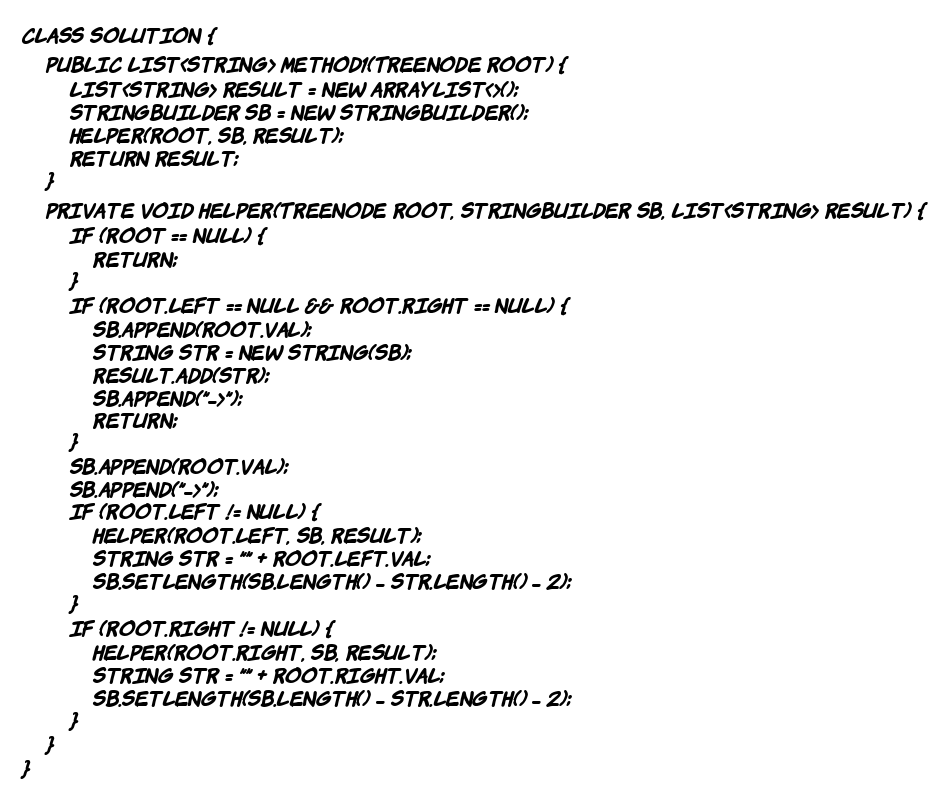 CLASS SOLUTION {
PUBLIC LIST<STRING> METHOD1(TREENODE ROOT) {
LIST<STRING> RESULT = NEW ARRAYLIST<>();
STRINGBUILDER SB = NEW STRINGBUILDER();
HELPER(ROOT, SB, RESULT);
RETURN RESULT;
}
PRIVATE VOID HELPER(TREENODE ROOT, STRINGBUILDER SB, LIST<STRING> RESULT) {
IF (ROOT == NULL) {
RETURN;
}
IF (ROOT.LEFT == NULL && ROOT.RIGHT == NULL) {
SB.APPEND(ROOT.VAL);
STRING STR = NEW STRING(SB);
RESULT.ADD(STR);
SB.APPEND("->");
RETURN;
}
SB.APPEND(ROOT.VAL);
SB.APPEND("->");
IF (ROOT.LEFT != NULL) {
HELPER(ROOT.LEFT, SB, RESULT);
STRING STR = "" + ROOT.LEFT.VAL;
SB.SETLENGTH(SB.LENGTH() - STR.LENGTH() - 2);
}
IF (ROOT.RIGHT != NULL) {
HELPER(ROOT.RIGHT, SB, RESULT);
STRING STR = "" + ROOT.RIGHT.VAL;
SB.SETLENGTH(SB.LENGTH() - STR.LENGTH() - 2);
}
}
}